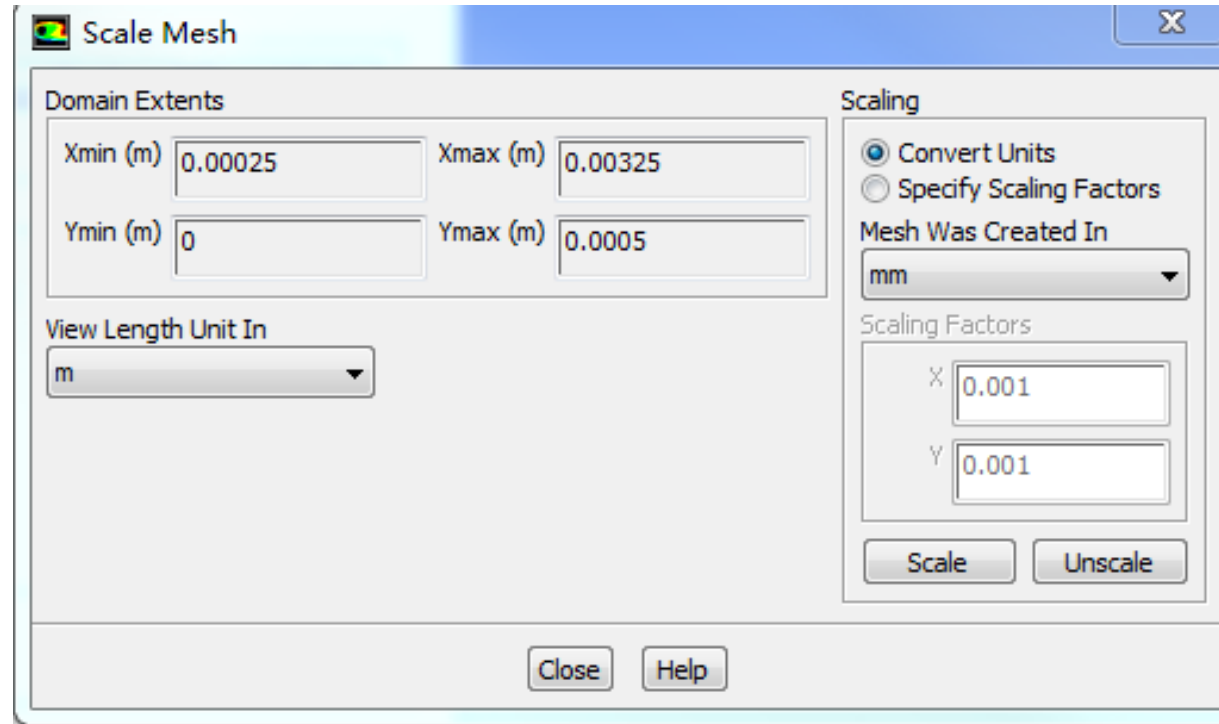 Scale Mesh
Domain Extents
Xmin (m) 0.00025 Xmax (m) 0.00325
Ymin (m) 0 Ymax (m) 0.0005
View Length Unit In
m
Scaling
Convert Units
Specify Scaling Factors
Mesh Was Created In
mm
Scaling Factors
X 0.001
Y 0.001
Scale Unscale
Close Help